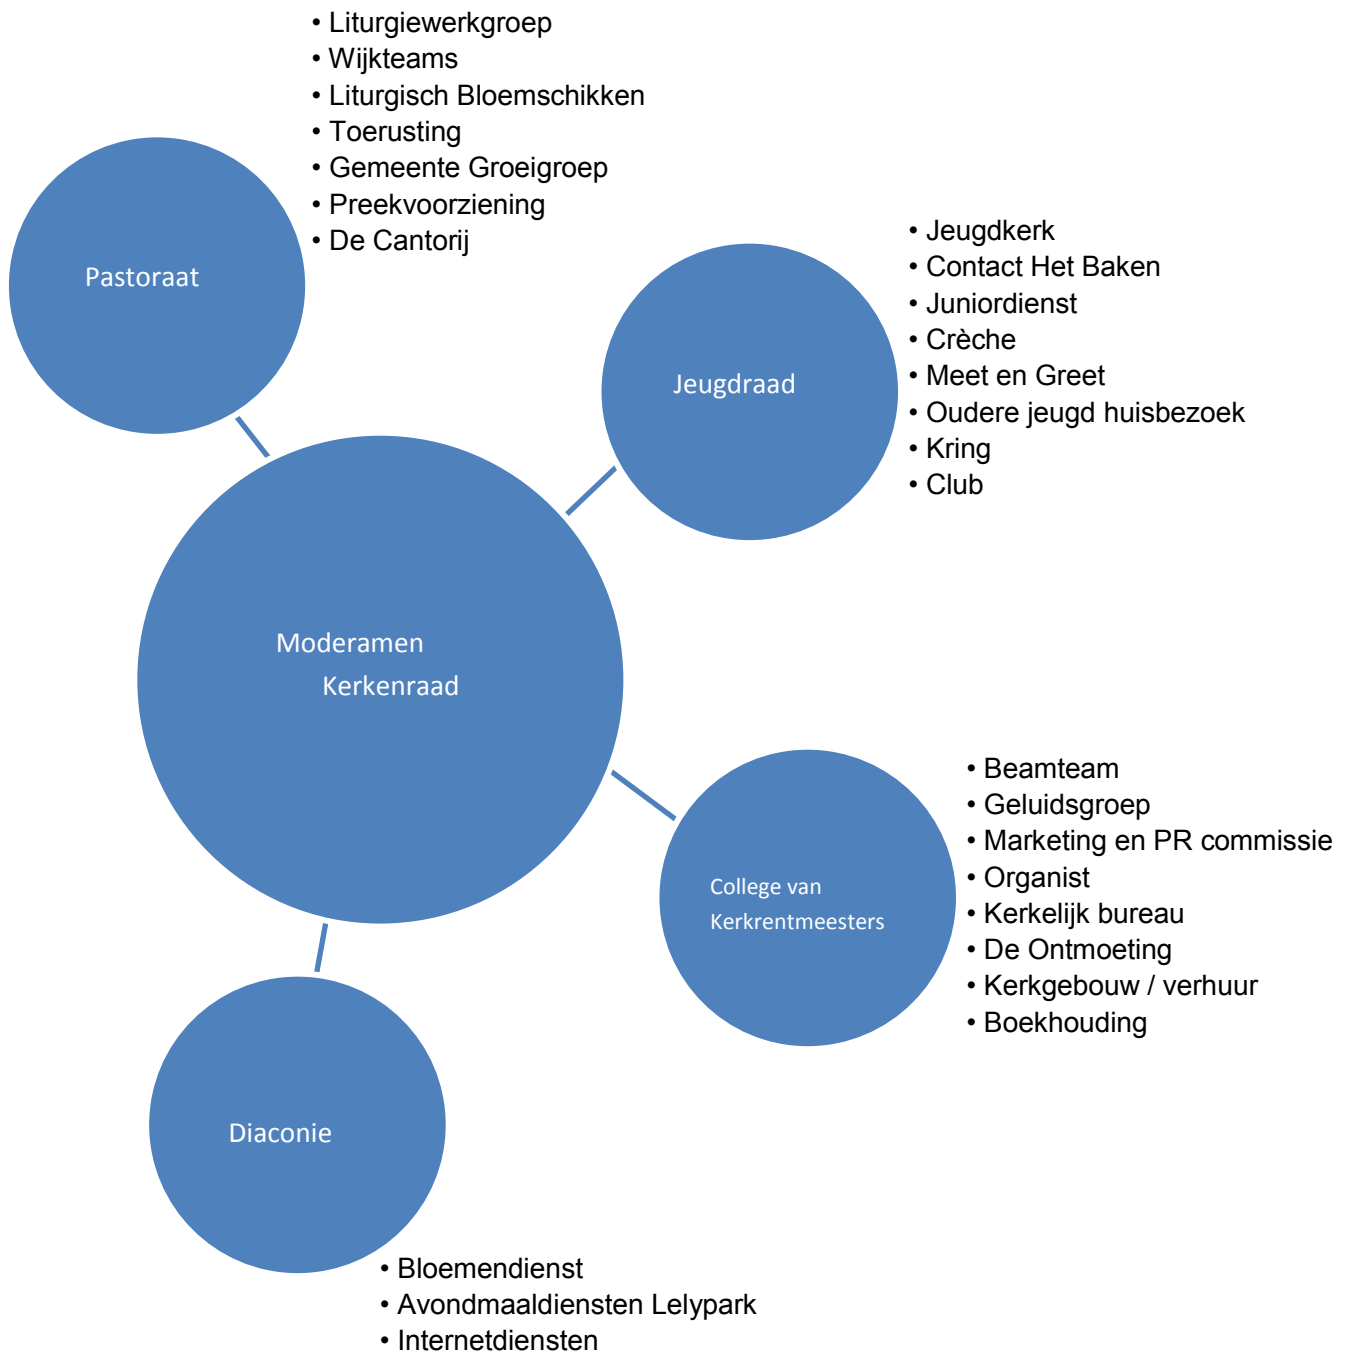 • Liturgiewerkgroep
• Wijkteams
• Liturgisch Bloemschikken
• Toerusting
• Gemeente Groeigroep
• Preekvoorziening
• De Cantorij
Pastoraat
• Jeugdkerk
• Contact Het Baken
• Juniordienst
• Crèche
• Meet en Greet
• Oudere jeugd huisbezoek
• Kring
• Club
Jeugdraad
Moderamen
Kerkenraad
• Beamteam
• Geluidsgroep
• Marketing en PR commissie
• Organist
• Kerkelijk bureau
• De Ontmoeting
• Kerkgebouw / verhuur
• Boekhouding
College van
Kerkrentmeesters
Diaconie
• Bloemendienst
• Avondmaaldiensten Lelypark
• Internetdiensten